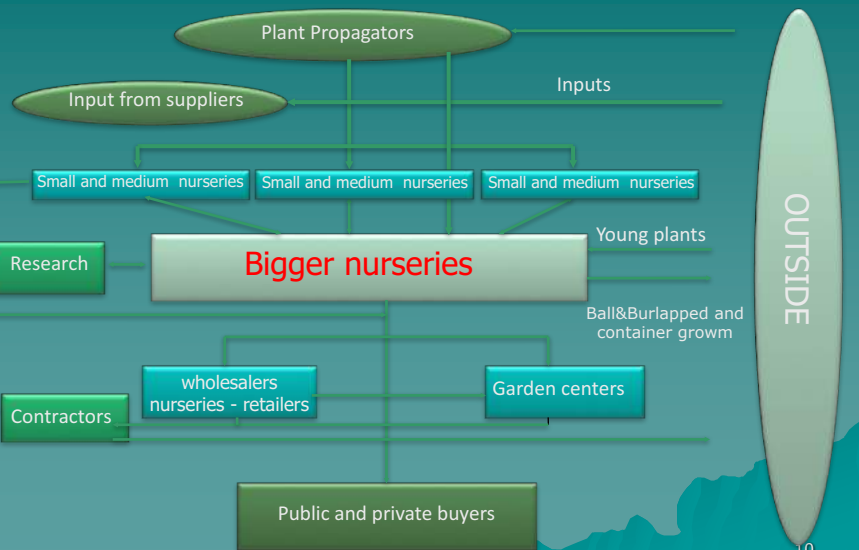 Plant Propagators
Inputs
Input from suppliers
Small and medium nurseries
Small and medium nurseries
Small and medium nurseries
OUTSIDE
Young plants
Research
Bigger nurseries
Ball&Burlapped and
container growm
wholesalers
nurseries - retailers
Garden centers
Contractors
Public and private buyers